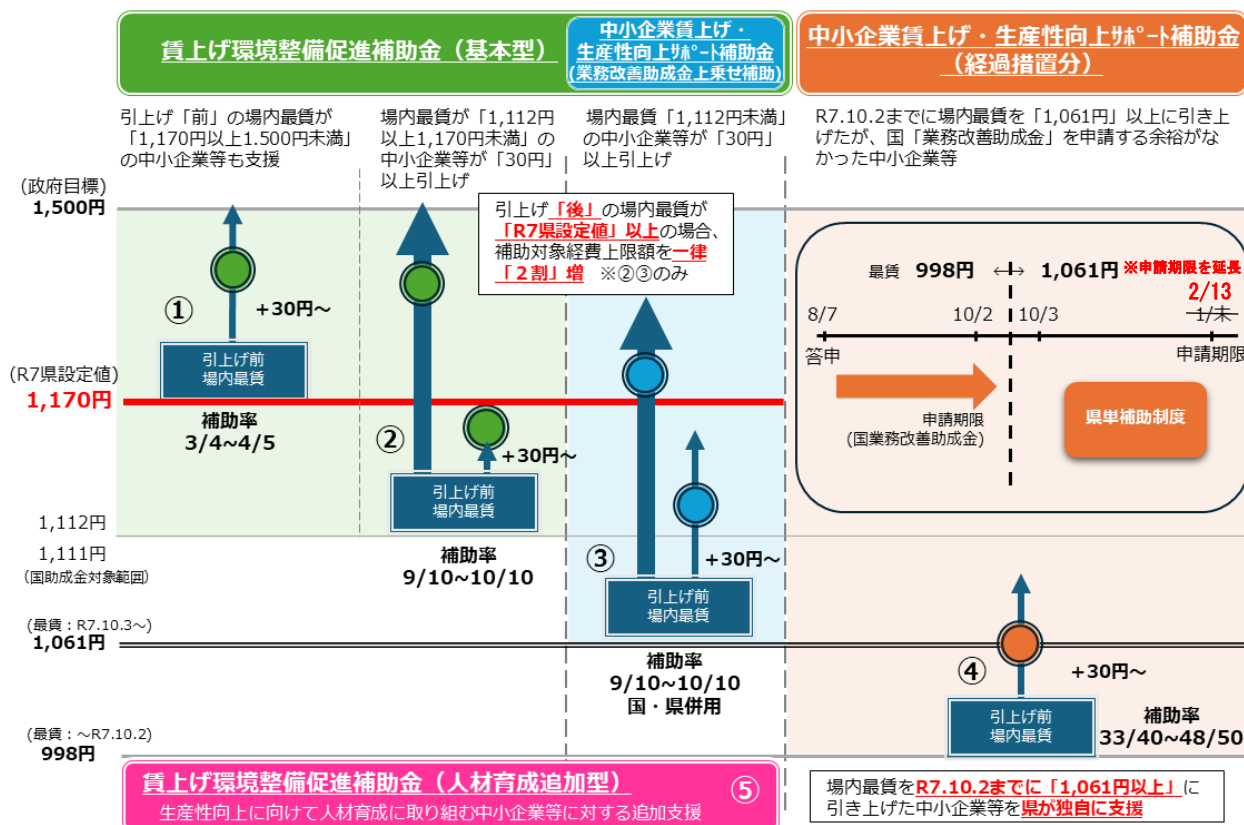 賃上げ環境整備促進補助金（基本型）
中小企業賃上げ・
生産性向上ｻﾎﾟｰﾄ補助金
(業務改善助成金上乗せ補助)
中小企業賃上げ・生産性向上ｻﾎﾟｰﾄ補助金
（経過措置分）
引上げ「前」の場内最賃が
「1,170円以上1.500円未満」
の中小企業等も支援
場内最賃が「1,112円
以上1,170円未満」の
中小企業等が「30円」
以上引上げ
場内最賃「1,112円未満」
の中小企業等が「30円」
以上引上げ
R7.10.2までに場内最賃を「1,061円」以上に引き上
げたが、国「業務改善助成金」を申請する余裕がな
かった中小企業等
(政府目標)
1,500円
引上げ「後」の場内最賃が
「R7県設定値」以上の場合、
補助対象経費上限額を一律
「２割」増　※②③のみ
①
+30円～
引上げ前
場内最賃
(R7県設定値)
1,170円
補助率
3/4~4/5
②
+30円～
引上げ前
場内最賃
補助率
9/10~10/10
1,112円
1,111円
(国助成金対象範囲)
③
+30円～
引上げ前
場内最賃
補助率
9/10~10/10
国・県併用
最賃 998円 ↔ 1,061円 ※申請期限を延長
2/13
8/7 10/2 10/3 1/末
答申 申請期限
申請期限
(国業務改善助成金)
県単補助制度
(最賃：R7.10.3~)
1,061円
④
+30円～
引上げ前
場内最賃
補助率
33/40~48/50
(最賃：～R7.10.2)
998円
賃上げ環境整備促進補助金（人材育成追加型）
生産性向上に向けて人材育成に取り組む中小企業等に対する追加支援
⑤
場内最賃をR7.10.2までに「1,061円以上」に
引き上げた中小企業等を県が独自に支援